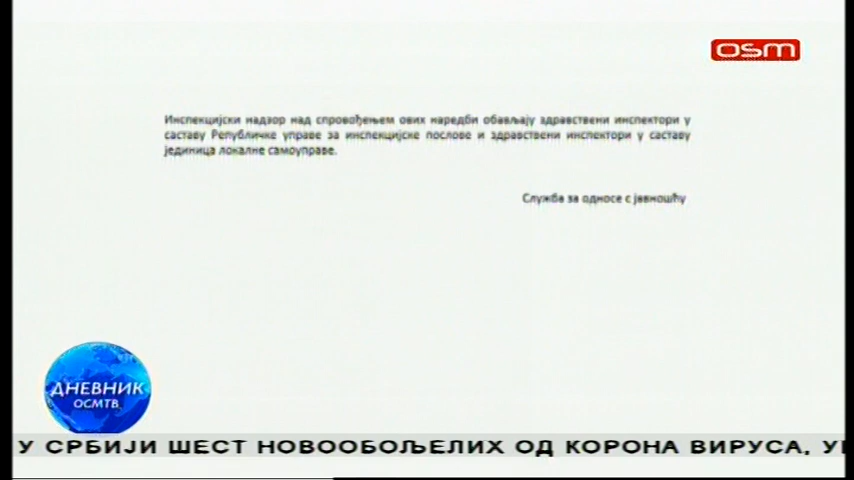 osm
Инспекцијски надзор над спровођењем ових наредби обављају здравствени инспектори у
саставу Републичке управе за инспекцијске послове и здравствени инспектори у саставу
јединица локалне самоуправе.
Служба за односе с јавношћу
ДНЕВНИК
ОСМТВ
У СРБИЈИ ШЕСТ НОВООБОЉЕЛИХ ОД КОРОНА ВИРУСА,